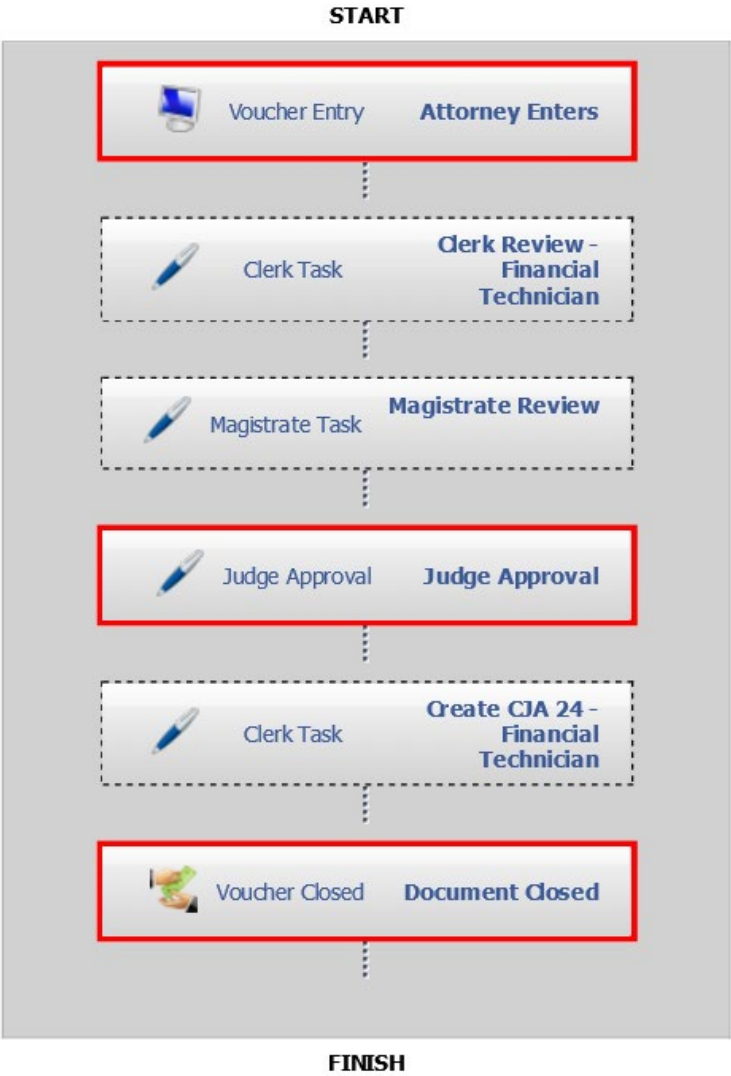 START
Voucher Entry Attorney Enters
Clerk Task
Clerk Review -
Financial
Technician
Magistrate Task
Magistrate Review
Judge Approval Judge Approval
Clerk Task
Create CJA 24 -
Financial
Technician
Voucher Closed Document Closed
FINISH